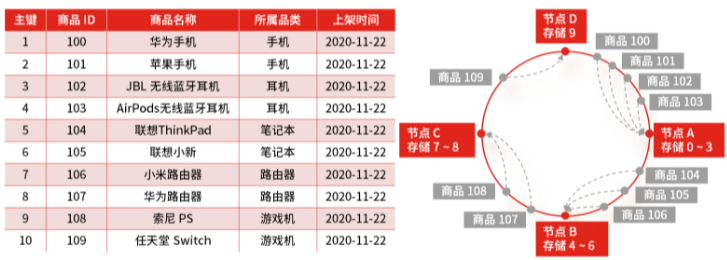 主键 商品 ID 商品名称 所属品类 上架时间
1 100 华为手机 手机 2020-11-22
2 101 苹果手机 手机 2020-11-22
3 102 JBL 无线蓝牙耳机 耳机 2020-11-22
4 103 AirPods无线蓝牙耳机 耳机 2020-11-22
5 104 联想ThinkPad 笔记本 2020-11-22
6 105 联想小新 笔记本 2020-11-22
7 106 小米路由器 路由器 2020-11-22
8 107 华为路由器 路由器 2020-11-22
9 108 索尼 PS 游戏机 2020-11-22
10 109 任天堂 Switch 游戏机 2020-11-22
节点 D
存储 9
商品 100
商品 101
商品 102
商品 103
商品 109
节点 C
存储 7 ~ 8
节点 A
存储 0 ~ 3
商品 104
商品 105
商品 106
商品 108
商品 107
节点 B
存储 4 ~ 6